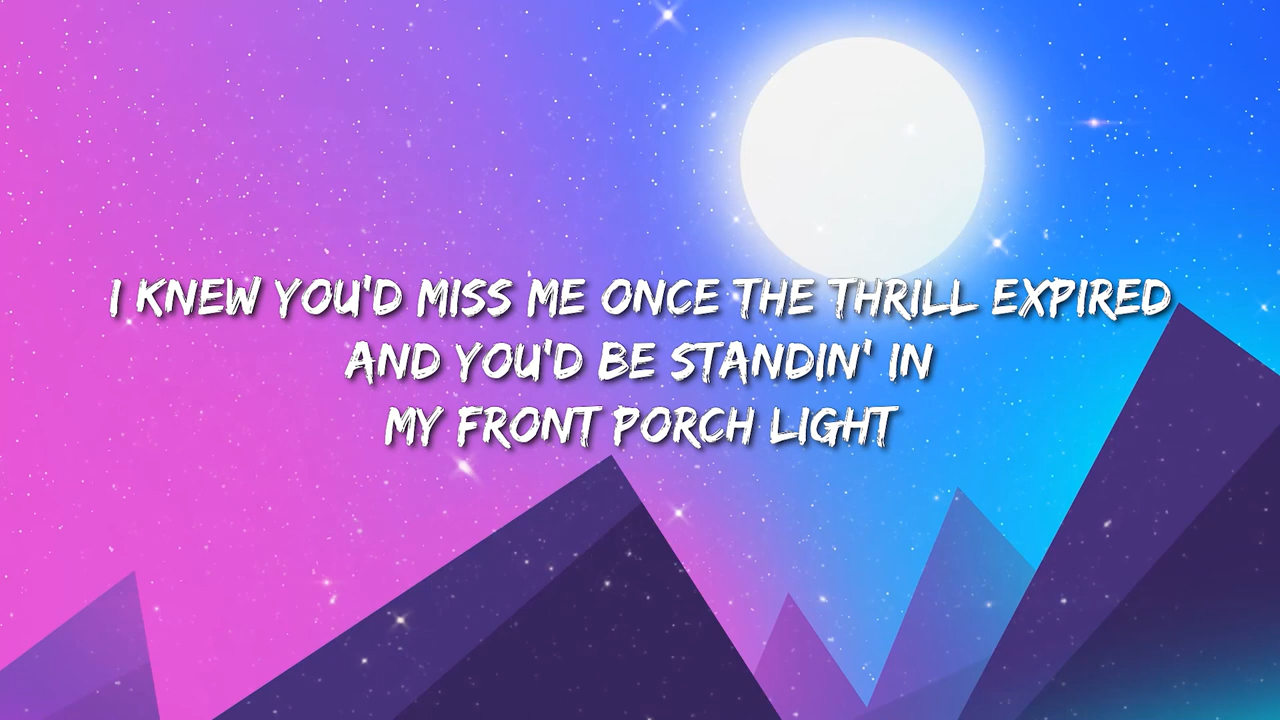 I KNEW YOU'D MISS ME ONCE THE THRILL EXPIRED
AND YOU'D BE STANDIN' IN
MY FRONT PORCH LIGHT